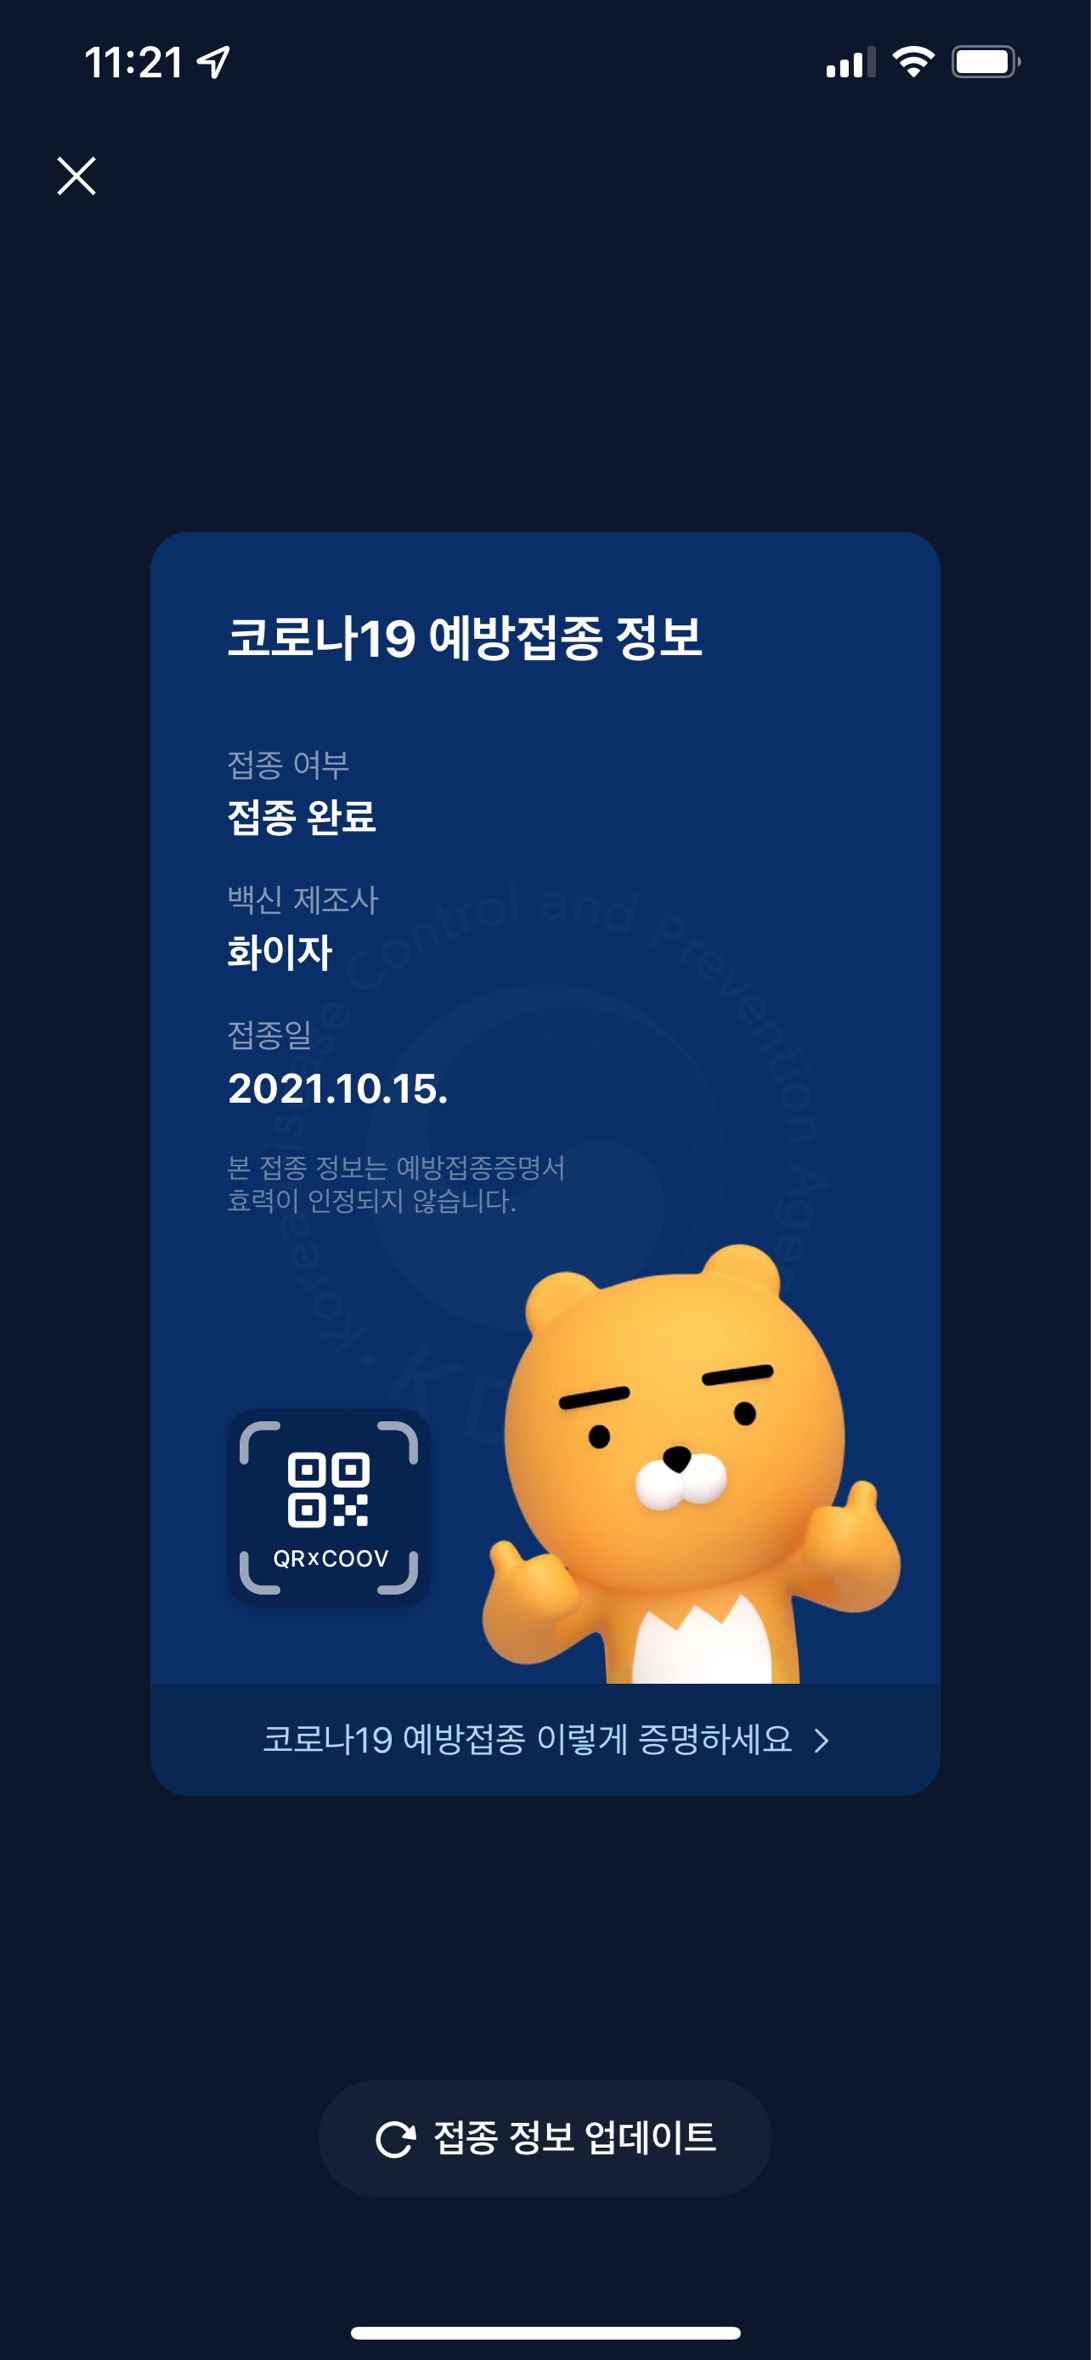 11:21
코로나19 예방접종 정보
접종 여부
접종 완료
백신 제조사
화이자
접종일
2021.10.15.
본 접종 정보는 예방접종증명서
효력이 인정되지 않습니다.
Korea Disease Control and Prevention Agen
KD
QRxCOOV
코로나19 예방접종 이렇게 증명하세요
접종 정보 업데이트